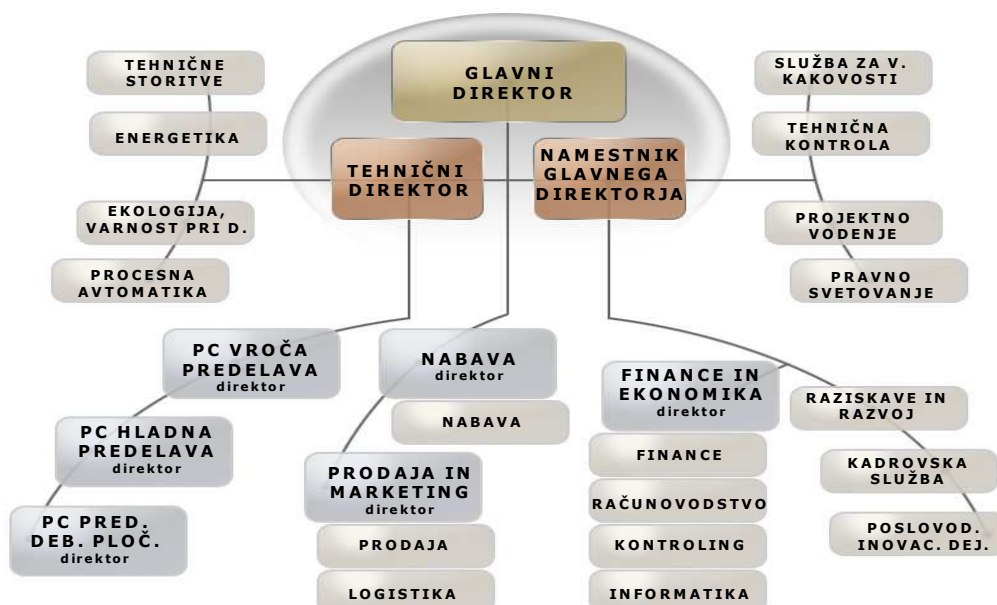 GLAVNI
DIREKTOR
TEHNIČNI
DIREKTOR
NAMESTNIK
GLAVNEGA
DIREKTORJA
TEHNIČNE
STORITVE
ENERGETIKA
EKOLOGIJA,
VARNOST PRI D.
PROCESNA
AVTOMATIKA
SLUŽBA ZA V.
KAKOVOSTI
TEHNIČNA
KONTROLA
PROJEKTNO
VODENJE
PRAVNO
SVETOVANJE
PC VROČA
PREDELAVA
direktor
PC HLADNA
PREDELAVA
direktor
PC PRED.
DEB. PLOČ.
direktor
NABAVA
direktor
NABAVA
PRODAJA IN
MARKETING
direktor
PRODAJA
LOGISTIKA
FINANCE IN
EKONOMIKA
direktor
FINANCE
RAČUNOVODSTVO
KONTROLING
INFORMATIKA
RAZISKAVE IN
RAZVOJ
KADROVSKA
SLUŽBA
POSLOVOD.
INOVAC. DEJ.